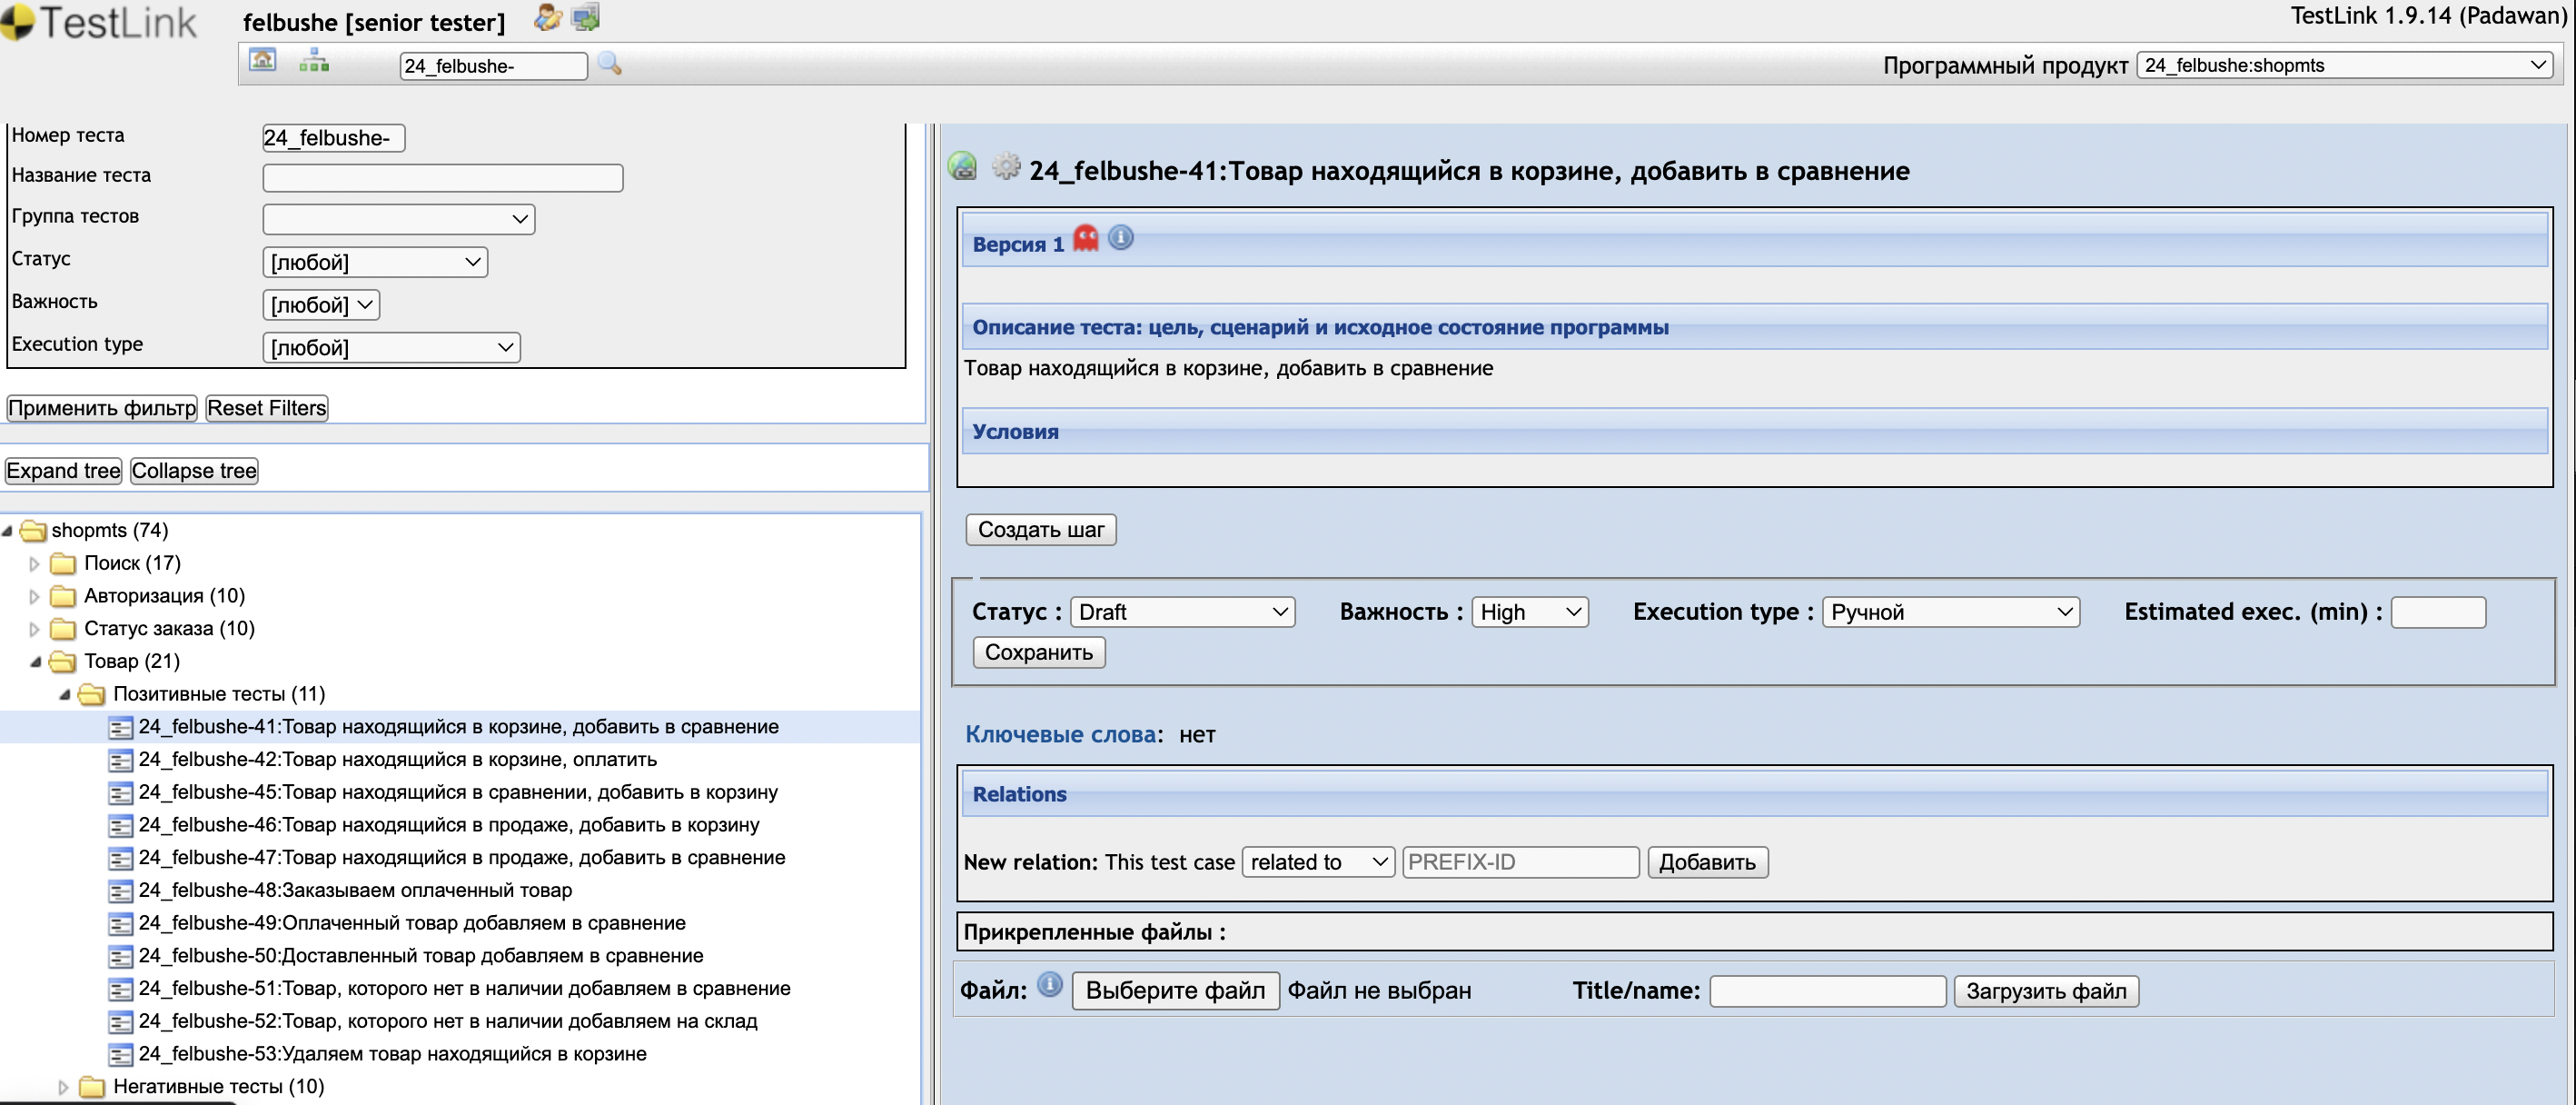 TestLink
felbushe [senior tester]
TestLink 1.9.14 (Padawan)
24_felbushe-
Программный продукт 24_felbushe:shopmts
Номер теста 24_felbushe-
Название теста
Группа тестов
Статус [любой]
Важность [любой]
Execution type [любой]
Применить фильтр Reset Filters
Expand tree Collapse tree
shopmts (74)
Поиск (17)
Авторизация (10)
Статус заказа (10)
Товар (21)
Позитивные тесты (11)
24_felbushe-41:Товар находящийся в корзине, добавить в сравнение
24_felbushe-42:Товар находящийся в корзине, оплатить
24_felbushe-45:Товар находящийся в сравнении, добавить в корзину
24_felbushe-46:Товар находящийся в продаже, добавить в корзину
24_felbushe-47:Товар находящийся в продаже, добавить в сравнение
24_felbushe-48:Заказываем оплаченный товар
24_felbushe-49:Оплаченный товар добавляем в сравнение
24_felbushe-50:Доставленный товар добавляем в сравнение
24_felbushe-51:Товар, которого нет в наличии добавляем в сравнение
24_felbushe-52:Товар, которого нет в наличии добавляем на склад
24_felbushe-53:Удаляем товар находящийся в корзине
Негативные тесты (10)
24_felbushe-41:Товар находящийся в корзине, добавить в сравнение
Версия 1
Описание теста: цель, сценарий и исходное состояние программы
Товар находящийся в корзине, добавить в сравнение
Условия
Создать шаг
Статус : Draft Важность : High Execution type : Ручной Estimated exec. (min) :
Сохранить
Ключевые слова: нет
Relations
New relation: This test case related to PREFIX-ID Добавить
Прикрепленные файлы :
Файл: Выберите файл Файл не выбран Title/name: Загрузить файл